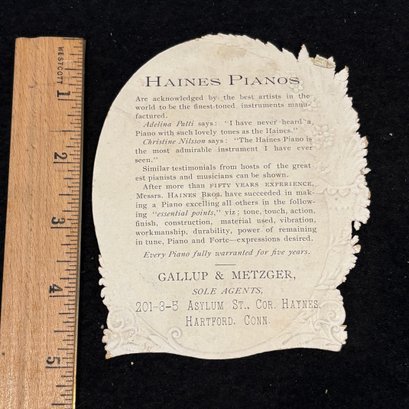 WESTCOTT
1
2
3
4
5
HAINES PIANOS
Are acknowledged by the best artists in the
world to be the finest-toned instruments manu-
factured.
Adelina Patti says: "I have never heard a
Piano with such lovely tones as the Haines."
Christine Nilsson says: "The Haines Piano is
the most admirable instrument I have ever
seen."
Similar testimonials from hosts of the great
est pianists and musicians can be shown.
After more than FIFTY YEARS EXPERIENCE,
Messrs. HAINES BROS. have succeeded in mak-
ing a Piano excelling all others in the follow-
ing "essential points," viz; tone, touch, action,
finish, construction, material used, vibration,
workmanship, durability, power of remaining
in tune, Piano and Forte—expressions desired.
Every Piano fully warranted for five years.
GALLUP & METZGER,
SOLE AGENTS,
201-3-5 ASYLUM ST., COR. HAYNES
HARTFORD. CONN.